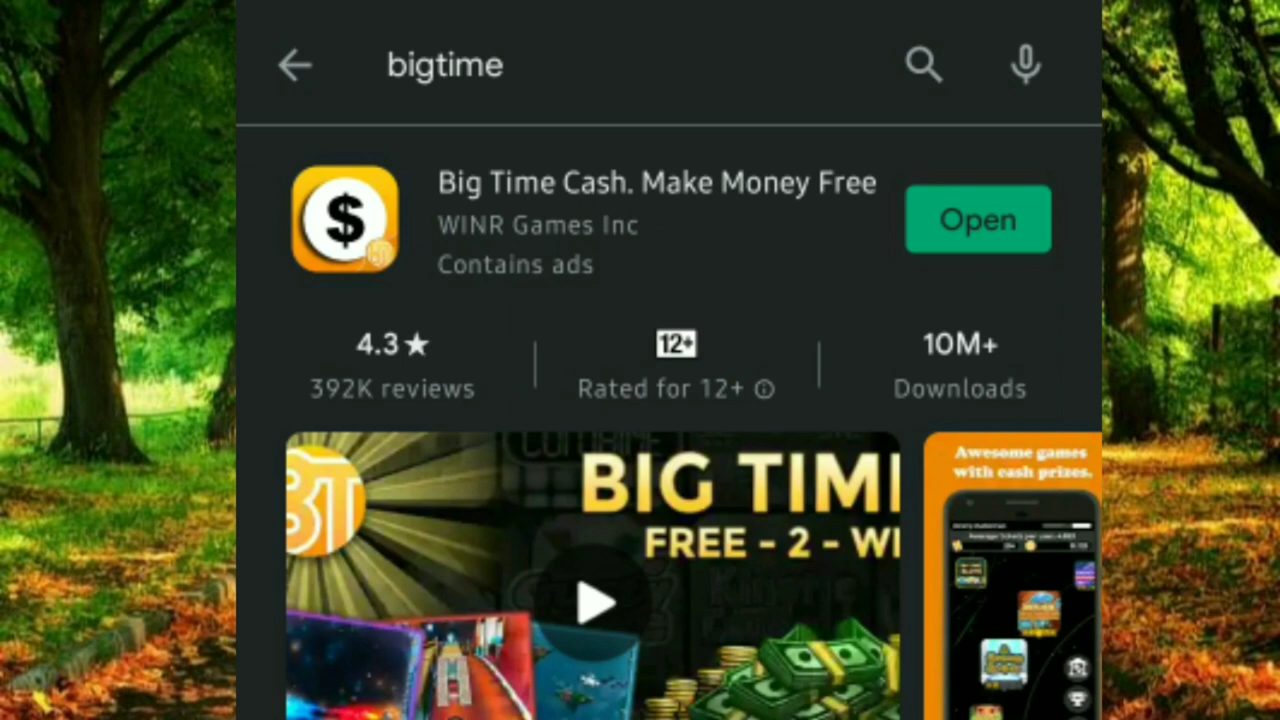 bigtime
Big Time Cash. Make Money Free
WINR Games Inc
Contains ads
Open
4.3★
392K reviews
12+
Rated for 12+
10M+
Downloads
BT
BIG TIM
FREE - 2 - W
Awesome games
with cash prizes.